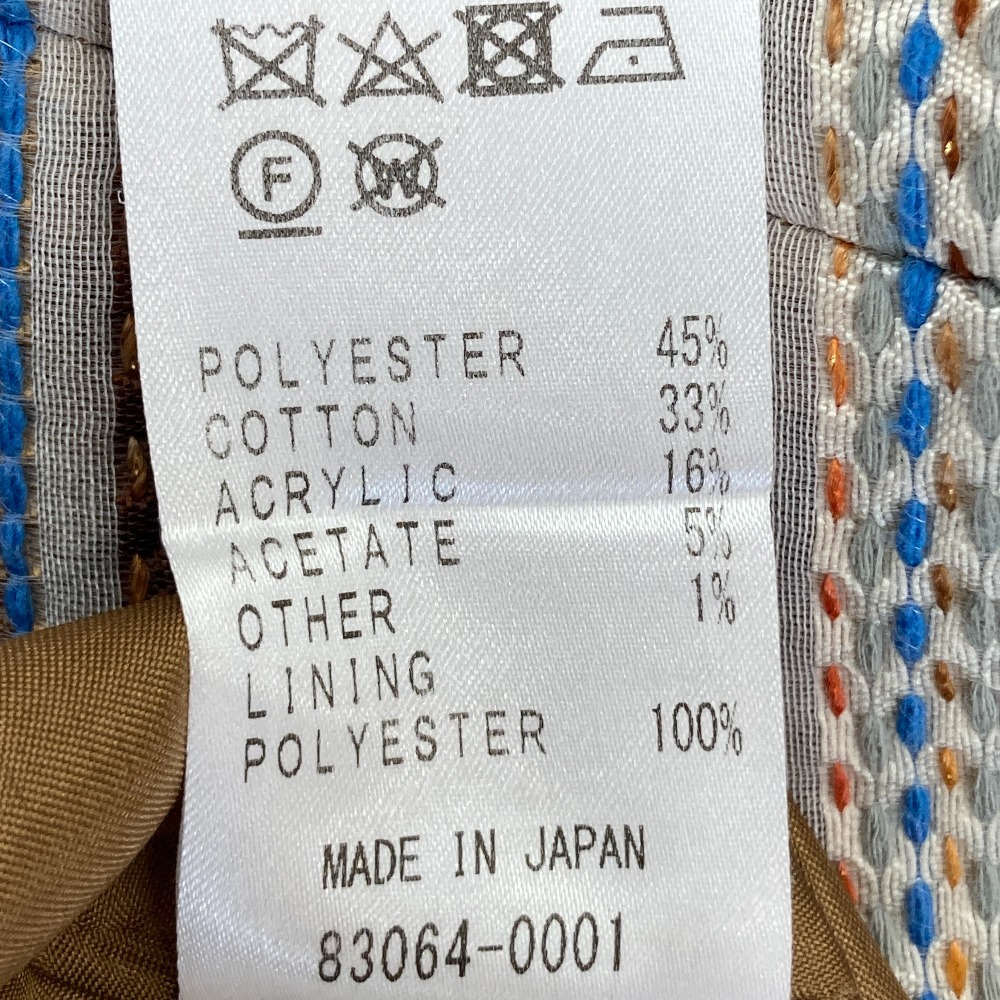 F W
POLYESTER 45%
COTTON 33%
ACRYLIC 16%
ACETATE 5%
OTHER 1%
LINING
POLYESTER 100%
MADE IN JAPAN
83064-0001